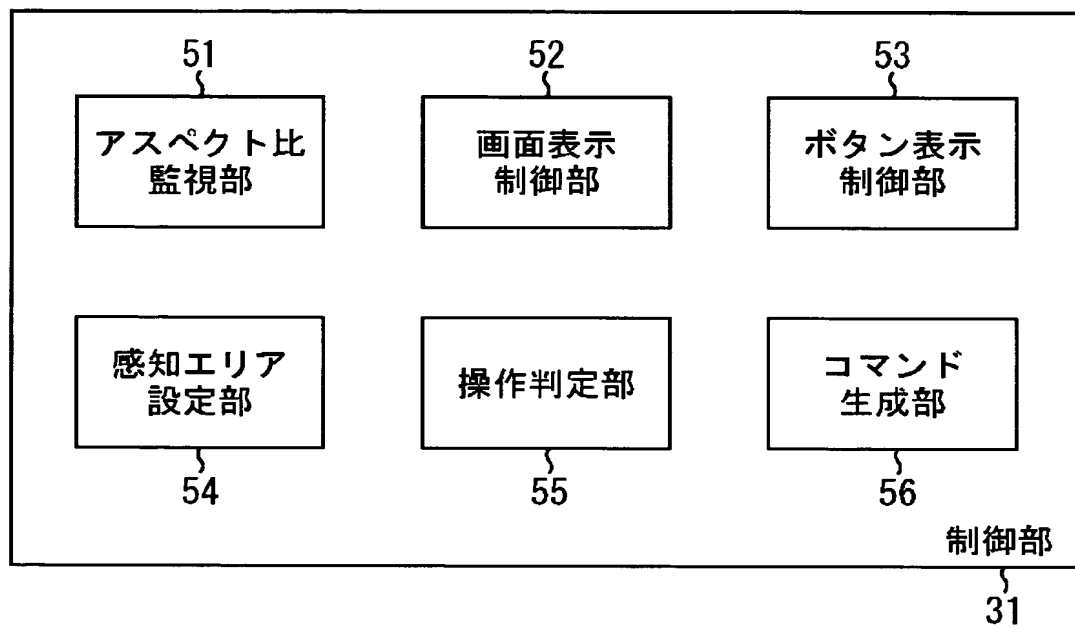 51
52
53
アスペクト比
監視部
画面表示
制御部
ボタン表示
制御部
感知エリア
設定部
操作判定部
コマンド
生成部
54
55
56
制御部
31